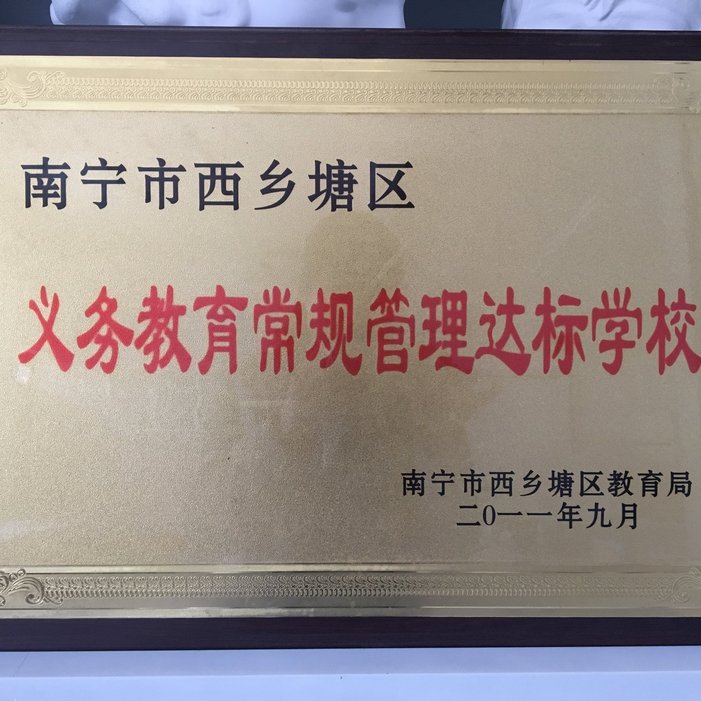 南宁市西乡塘区
义务教育常规管理达标学校
南宁市西乡塘区教育局
二0一一年九月